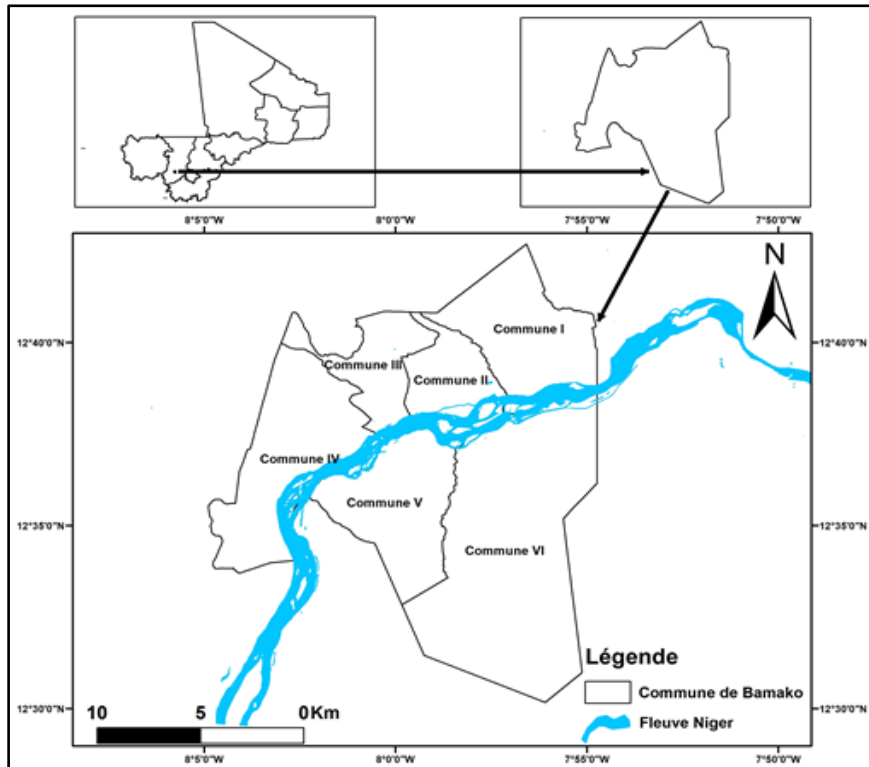 8°5'0"W
8°0'0"W
7°55'0"W
7°50'0"W
N
12°40'0"N
12°40'0"N
Commune I
Commune III
Commune II
Commune IV
Commune V
12°35'0"N
12°35'0"N
Commune VI
Légende
Commune de Bamako
Fleuve Niger
10 5 0 Km
12°30'0"N
12°30'0"N
8°5'0"W
8°0'0"W
7°55'0"W
7°50'0"W